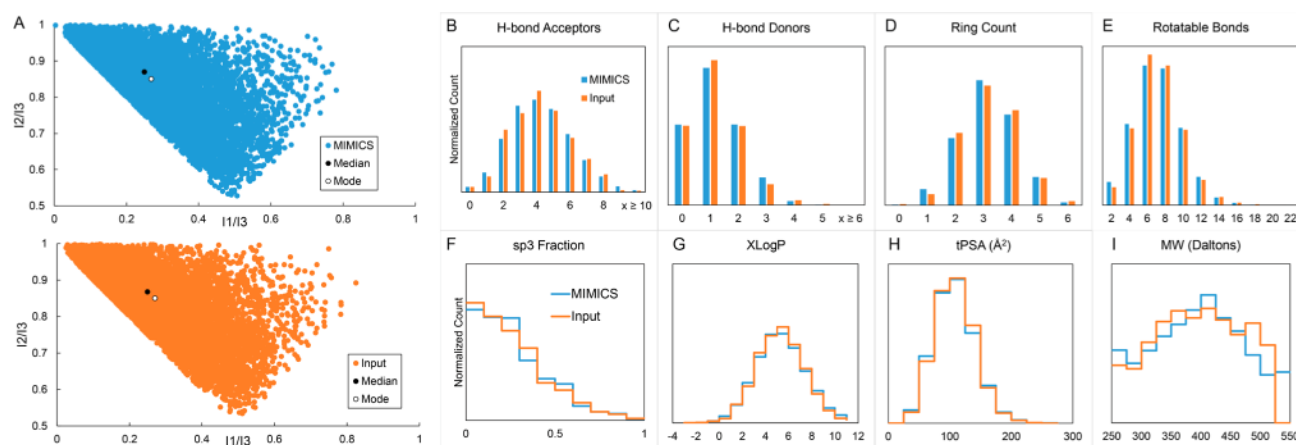 A
1
0.9
0.8
I2/I3
0.7
0.6
0.5
MIMICS
Median
Mode
0 0.2 0.4 0.6 0.8 1
I1/I3
1
0.9
0.8
I2/I3
0.7
0.6
0.5
Input
Median
Mode
0 0.2 0.4 0.6 0.8 1
I1/I3
B H-bond Acceptors
Normalized Count
MIMICS
Input
0 2 4 6 8 x ≥ 10
C H-bond Donors
0 1 2 3 4 5 x ≥ 6
D Ring Count
0 1 2 3 4 5 6
E Rotatable Bonds
2 4 6 8 10 12 14 16 18 20 22
F sp3 Fraction
Normalized Count
MIMICS
Input
0 0.5 1
G XLogP
-4 -2 0 2 4 6 8 10 12
H tPSA (Å²)
0 100 200 300
I MW (Daltons)
250 300 350 400 450 500 550